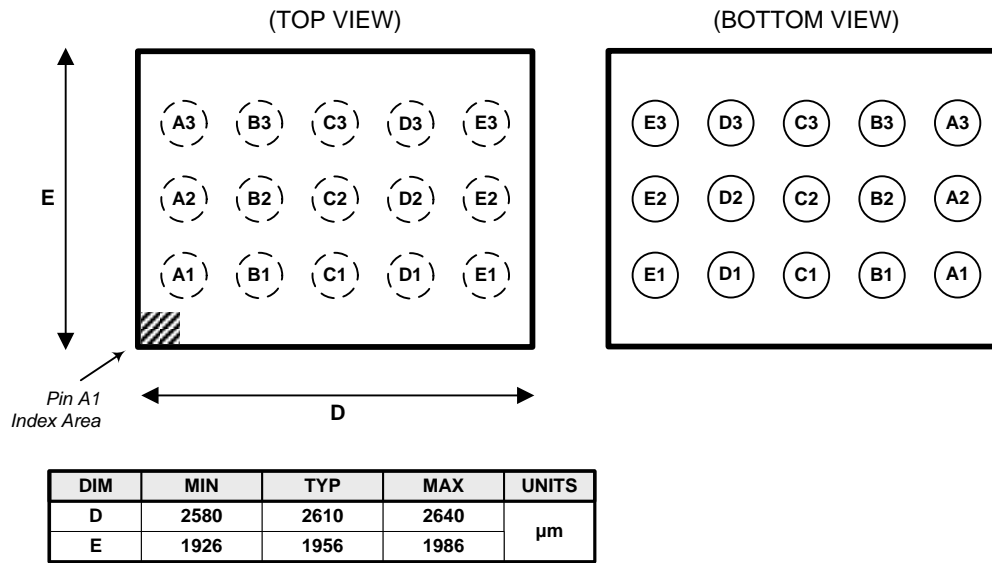 (TOP VIEW)
(BOTTOM VIEW)
A3 B3 C3 D3 E3
E3 D3 C3 B3 A3
E
A2 B2 C2 D2 E2
E2 D2 C2 B2 A2
A1 B1 C1 D1 E1
E1 D1 C1 B1 A1
Pin A1
Index Area
D
DIM MIN TYP MAX UNITS
D 2580 2610 2640 µm
E 1926 1956 1986